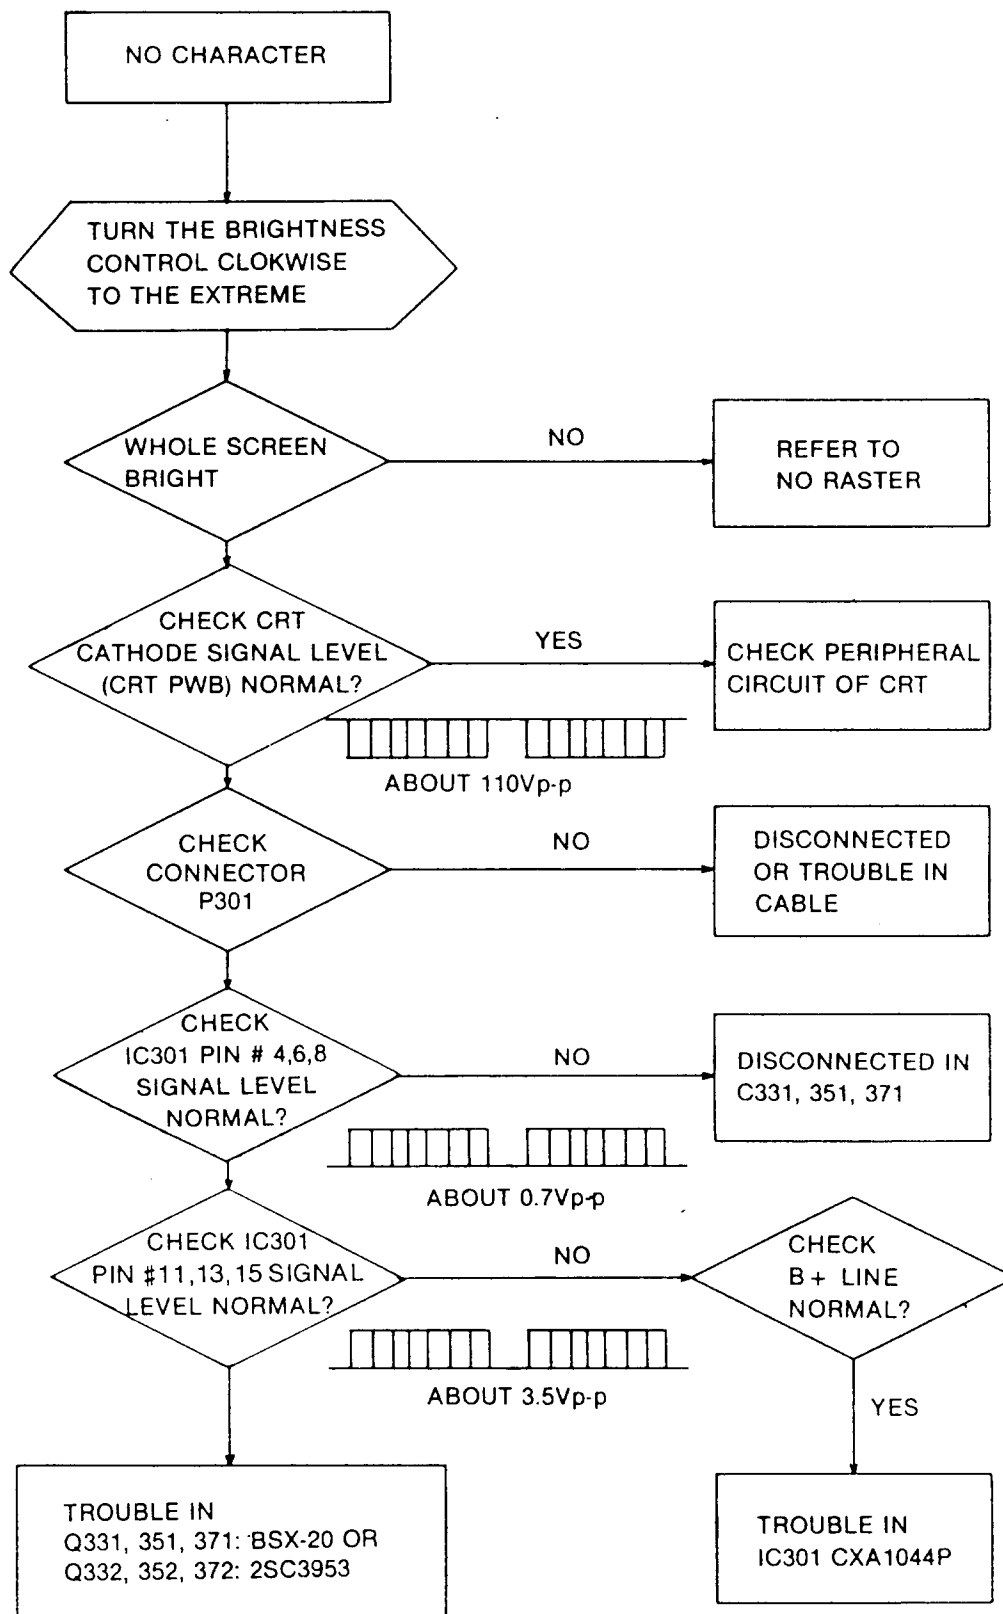 NO CHARACTER
TURN THE BRIGHTNESS
CONTROL CLOKWISE
TO THE EXTREME
WHOLE SCREEN
BRIGHT
NO
REFER TO
NO RASTER
CHECK CRT
CATHODE SIGNAL LEVEL
(CRT PWB) NORMAL?
YES
CHECK PERIPHERAL
CIRCUIT OF CRT
ABOUT 110Vp-p
CHECK
CONNECTOR
P301
NO
DISCONNECTED
OR TROUBLE IN
CABLE
CHECK
IC301 PIN # 4,6,8
SIGNAL LEVEL
NORMAL?
NO
DISCONNECTED IN
C331, 351, 371
ABOUT 0.7Vp-p
CHECK IC301
PIN #11,13,15 SIGNAL
LEVEL NORMAL?
NO
CHECK
B+ LINE
NORMAL?
ABOUT 3.5Vp-p
YES
TROUBLE IN
Q331, 351, 371: BSX-20 OR
Q332, 352, 372: 2SC3953
TROUBLE IN
IC301 CXA1044P